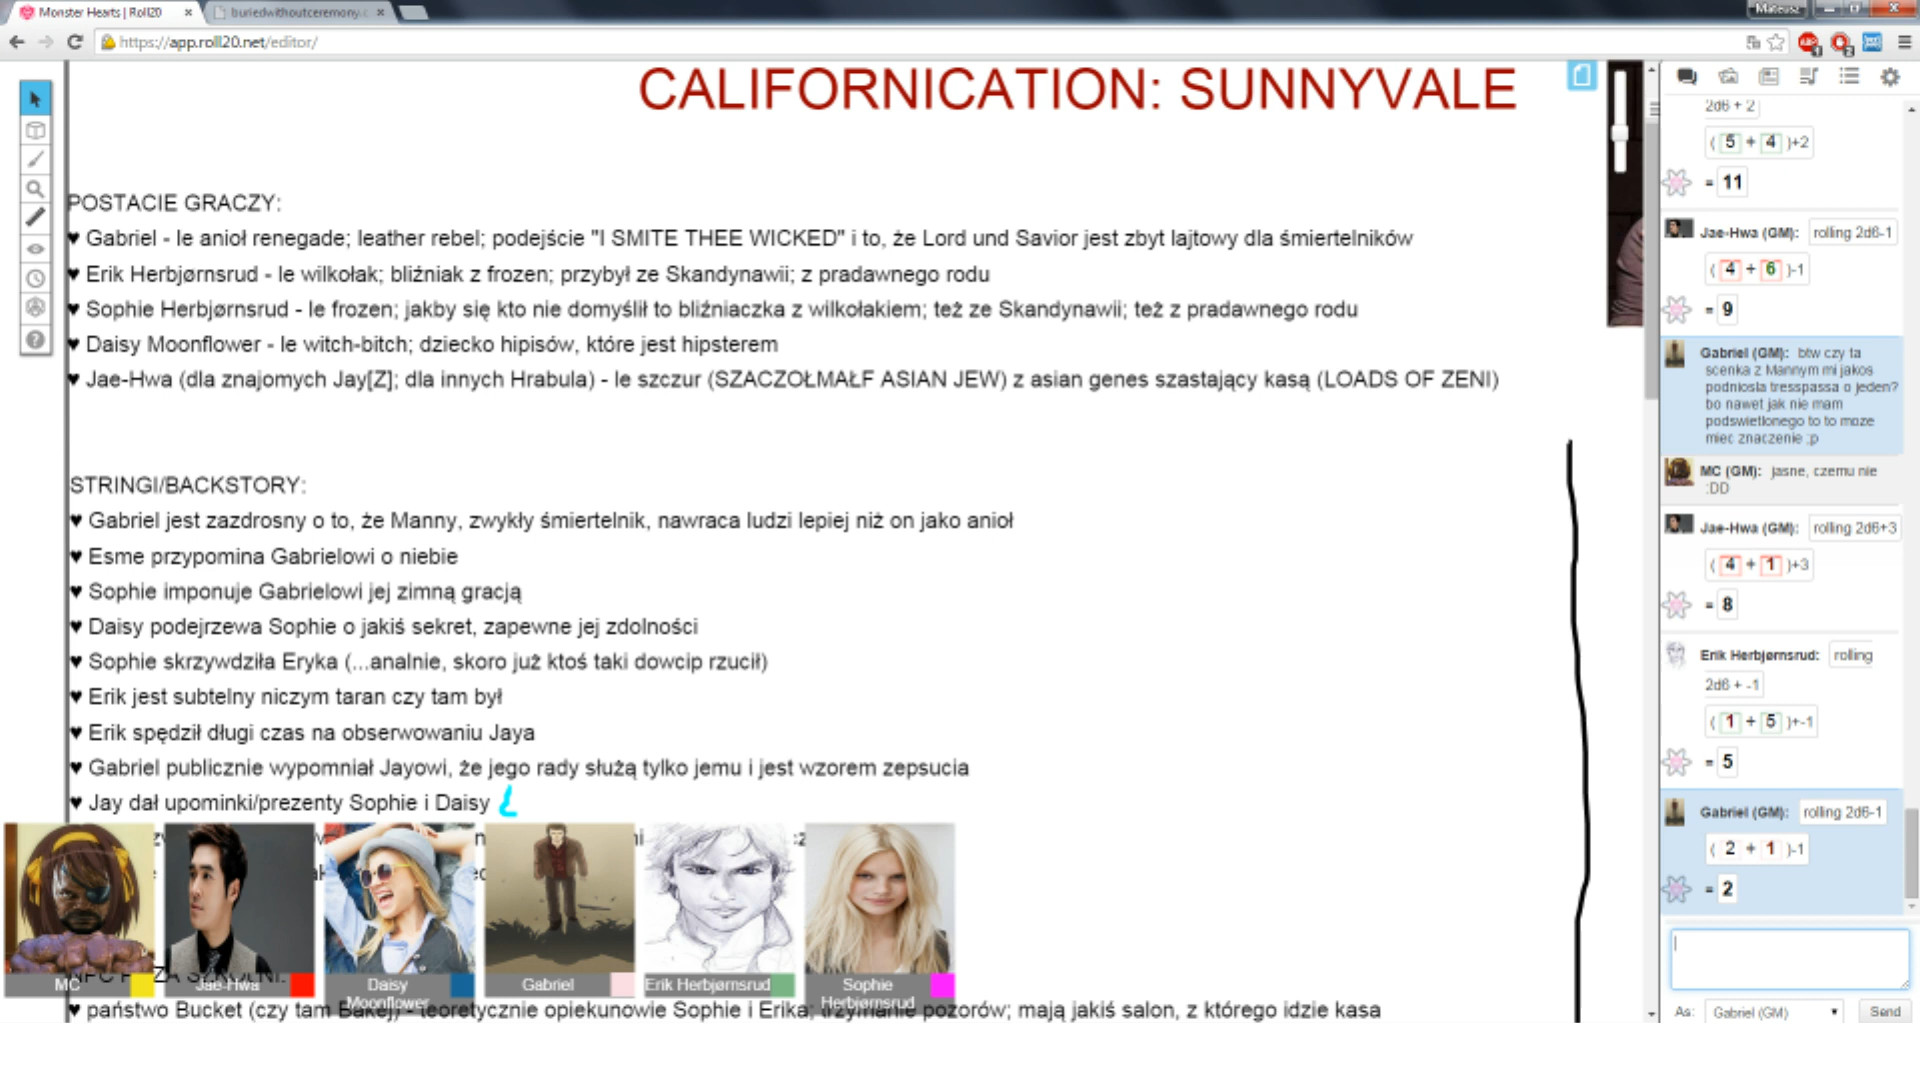 Monster Hearts | Roll20
buriedwithoutceremony.c
Mateusz
https://app.roll20.net/editor/
CALIFORNICATION: SUNNYVALE
POSTACIE GRACZY:
♥ Gabriel - le anioł renegade; leather rebel; podejście "I SMITE THEE WICKED" i to, że Lord und Savior jest zbyt lajtowy dla śmiertelników
♥ Erik Herbjørnsrud - le wilkołak; bliźniak z frozen; przybył ze Skandynawii; z pradawnego rodu
♥ Sophie Herbjørnsrud - le frozen; jakby się kto nie domyślił to bliźniaczka z wilkołakiem; też ze Skandynawii; też z pradawnego rodu
♥ Daisy Moonflower - le witch-bitch; dziecko hipisów, które jest hipsterem
♥ Jae-Hwa (dla znajomych Jay[Z]; dla innych Hrabula) - le szczur (SZACZOŁMAŁF ASIAN JEW) z asian genes szastający kasą (LOADS OF ZENI)
STRINGI/BACKSTORY:
♥ Gabriel jest zazdrosny o to, że Manny, zwykły śmiertelnik, nawraca ludzi lepiej niż on jako anioł
♥ Esme przypomina Gabrielowi o niebie
♥ Sophie imponuje Gabrielowi jej zimną gracją
♥ Daisy podejrzewa Sophie o jakiś sekret, zapewne jej zdolności
♥ Sophie skrzywdziła Eryka (...analnie, skoro już ktoś taki dowcip rzucił)
♥ Erik jest subtelny niczym taran czy tam był
♥ Erik spędził długi czas na obserwowaniu Jaya
♥ Gabriel publicznie wypomniał Jayowi, że jego rady służą tylko jemu i jest wzorem zepsucia
♥ Jay dał upominki/prezenty Sophie i Daisy
MC
Jae-Hwa
Daisy
Moonflower
Gabriel
Erik Herbjørnsrud
Sophie
Herbjørnsrud
♥ państwo Bucket (czy tam Bakej) - teoretycznie opiekunowie Sophie i Erika; trzymanie pozorów; mają jakiś salon, z którego idzie kasa
2d6 + 2
( 5 + 4 )+2
= 11
Jae-Hwa (GM): rolling 2d6-1
( 4 + 6 )-1
= 9
Gabriel (GM): btw czy ta
scenka z Mannym mi jakos
podniosla tresspassa o jeden?
bo nawet jak nie mam
podswietlonego to to moze
miec znaczenie ;p
MC (GM): jasne, czemu nie
:DD
Jae-Hwa (GM): rolling 2d6+3
( 4 + 1 )+3
= 8
Erik Herbjørnsrud: rolling
2d6 + -1
( 1 + 5 )+-1
= 5
Gabriel (GM): rolling 2d6-1
( 2 + 1 )-1
= 2
As: Gabriel (GM)
Send